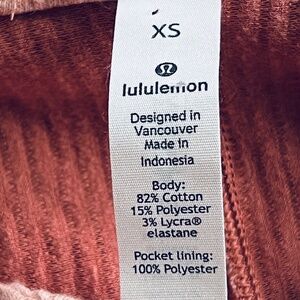 XS
lululemon
Designed in
Vancouver
Made in
Indonesia
Body:
82% Cotton
15% Polyester
3% Lycra®
elastane
Pocket lining:
100% Polyester